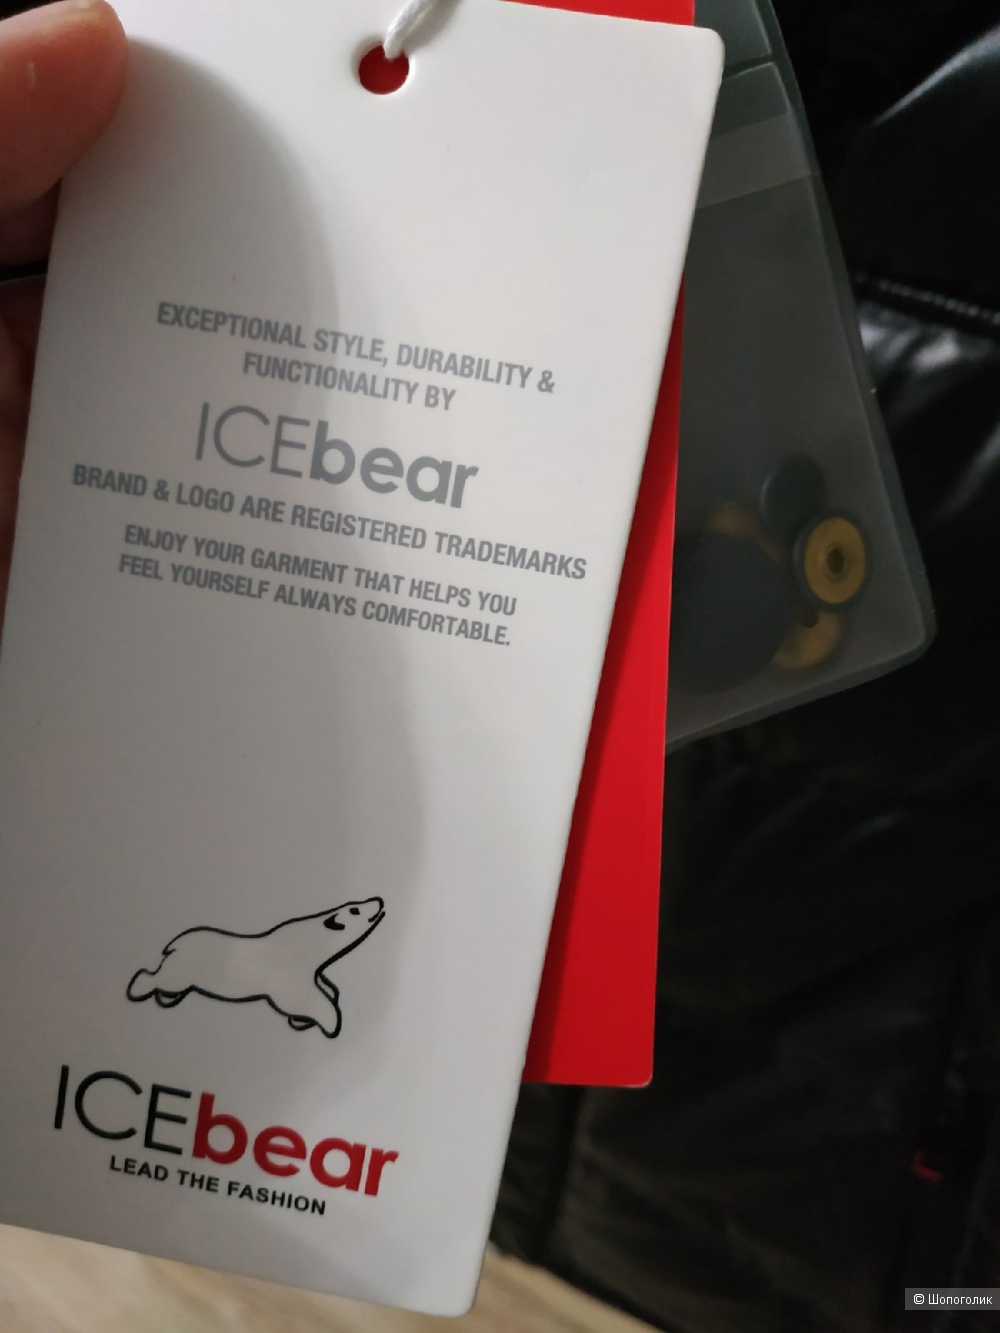 EXCEPTIONAL STYLE, DURABILITY &
FUNCTIONALITY BY
ICEbear
BRAND & LOGO ARE REGISTERED TRADEMARKS
ENJOY YOUR GARMENT THAT HELPS YOU
FEEL YOURSELF ALWAYS COMFORTABLE.
ICEbear
LEAD THE FASHION
© Шопоголик